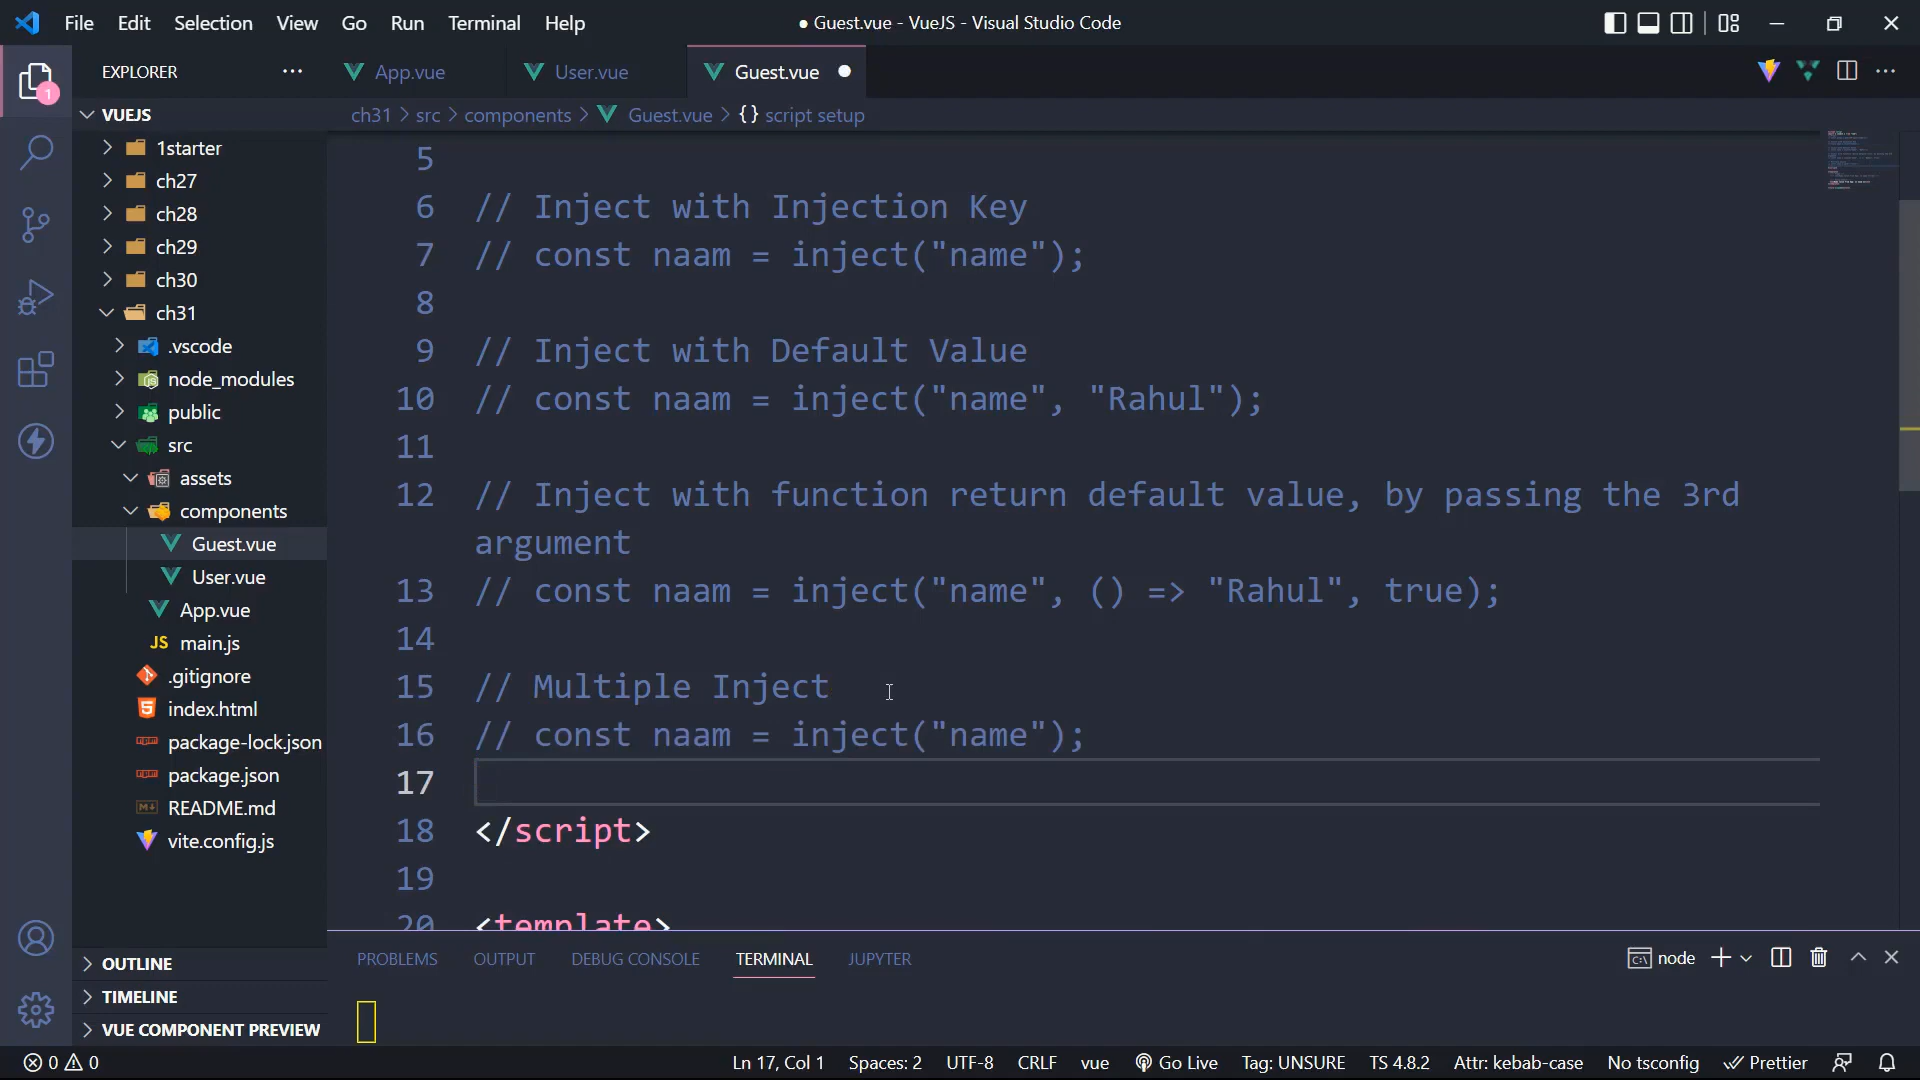 File Edit Selection View Go Run Terminal Help
● Guest.vue - VueJS - Visual Studio Code
EXPLORER
App.vue
User.vue
Guest.vue ●
1
VUEJS
ch31 > src > components > Guest.vue > {} script setup
1starter
ch27
ch28
ch29
ch30
ch31
.vscode
node_modules
public
src
assets
components
Guest.vue
User.vue
App.vue
JS main.js
.gitignore
index.html
package-lock.json
package.json
README.md
vite.config.js
OUTLINE
TIMELINE
VUE COMPONENT PREVIEW
5
6 // Inject with Injection Key
7 // const naam = inject("name");
8
9 // Inject with Default Value
10 // const naam = inject("name", "Rahul");
11
12 // Inject with function return default value, by passing the 3rd
argument
13 // const naam = inject("name", () => "Rahul", true);
14
15 // Multiple Inject
16 // const naam = inject("name");
17
18 </script>
19
20 <template>
PROBLEMS OUTPUT DEBUG CONSOLE TERMINAL JUPYTER
node
0 0
Ln 17, Col 1 Spaces: 2 UTF-8 CRLF vue Go Live Tag: UNSURE TS 4.8.2 Attr: kebab-case No tsconfig Prettier